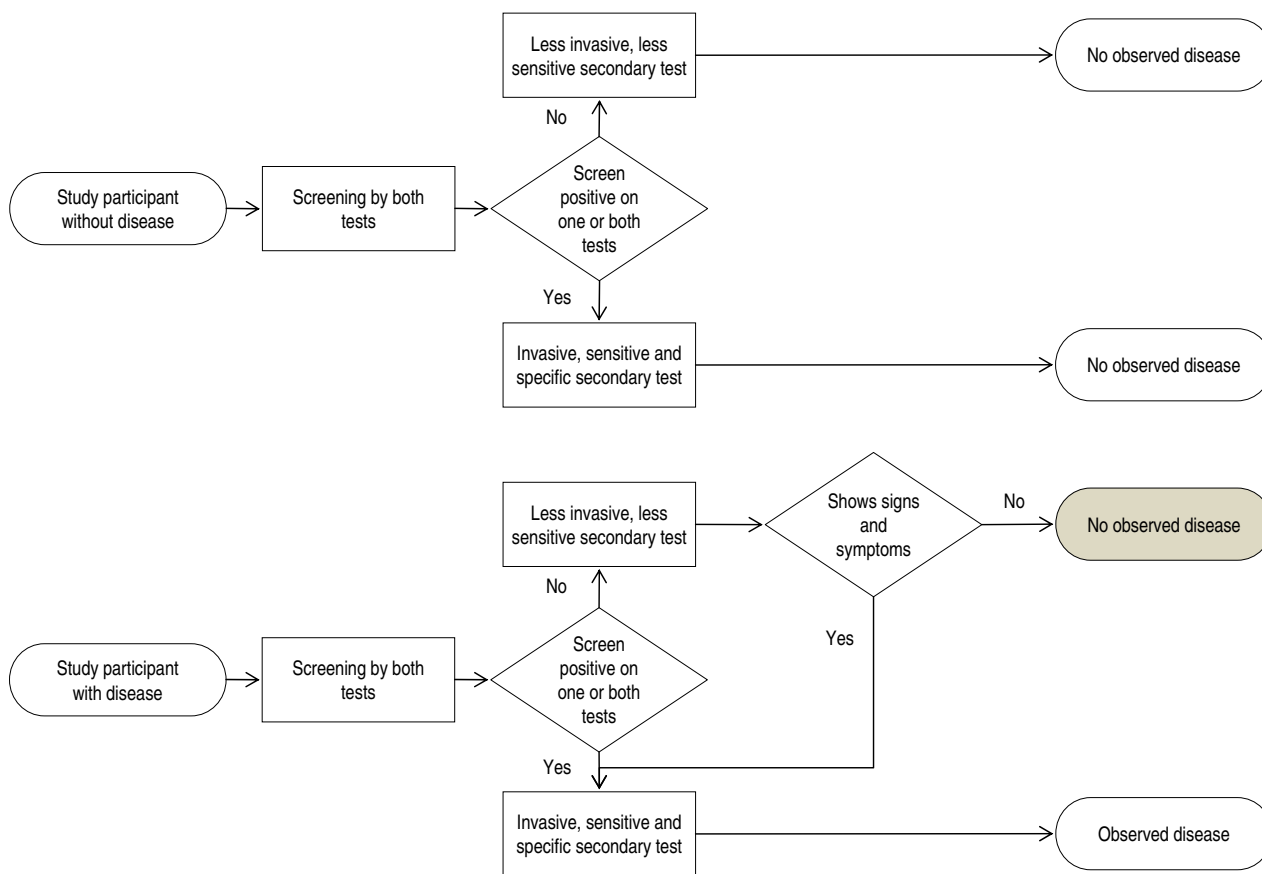 Less invasive, less
sensitive secondary test
No observed disease
No
Study participant
without disease
Screening by both
tests
Screen
positive on
one or both
tests
Yes
Invasive, sensitive and
specific secondary test
No observed disease
Less invasive, less
sensitive secondary test
Shows signs
and
symptoms
No
No observed disease
No
Yes
Study participant
with disease
Screening by both
tests
Screen
positive on
one or both
tests
Yes
Invasive, sensitive and
specific secondary test
Observed disease